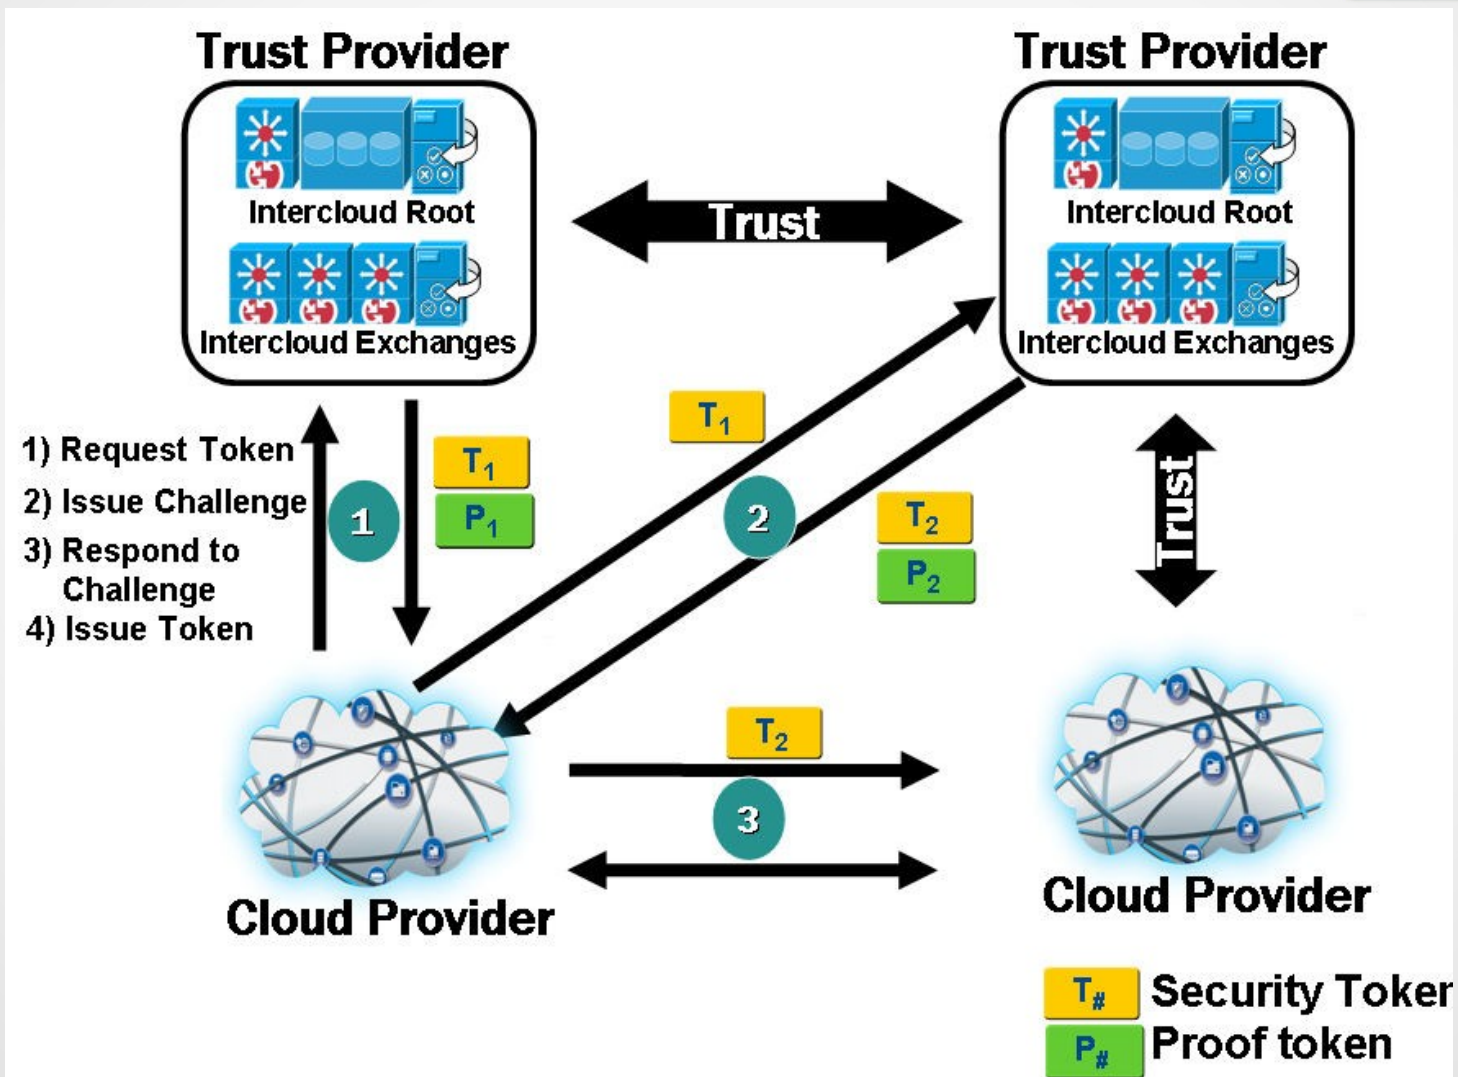 Trust Provider
Trust Provider
Intercloud Root
Intercloud Exchanges
Trust
Intercloud Root
Intercloud Exchanges
1) Request Token
2) Issue Challenge
3) Respond to
Challenge
4) Issue Token
1
T1
P1
T1
2
T2
P2
Trust
T2
3
Cloud Provider
Cloud Provider
T# Security Token
P# Proof token